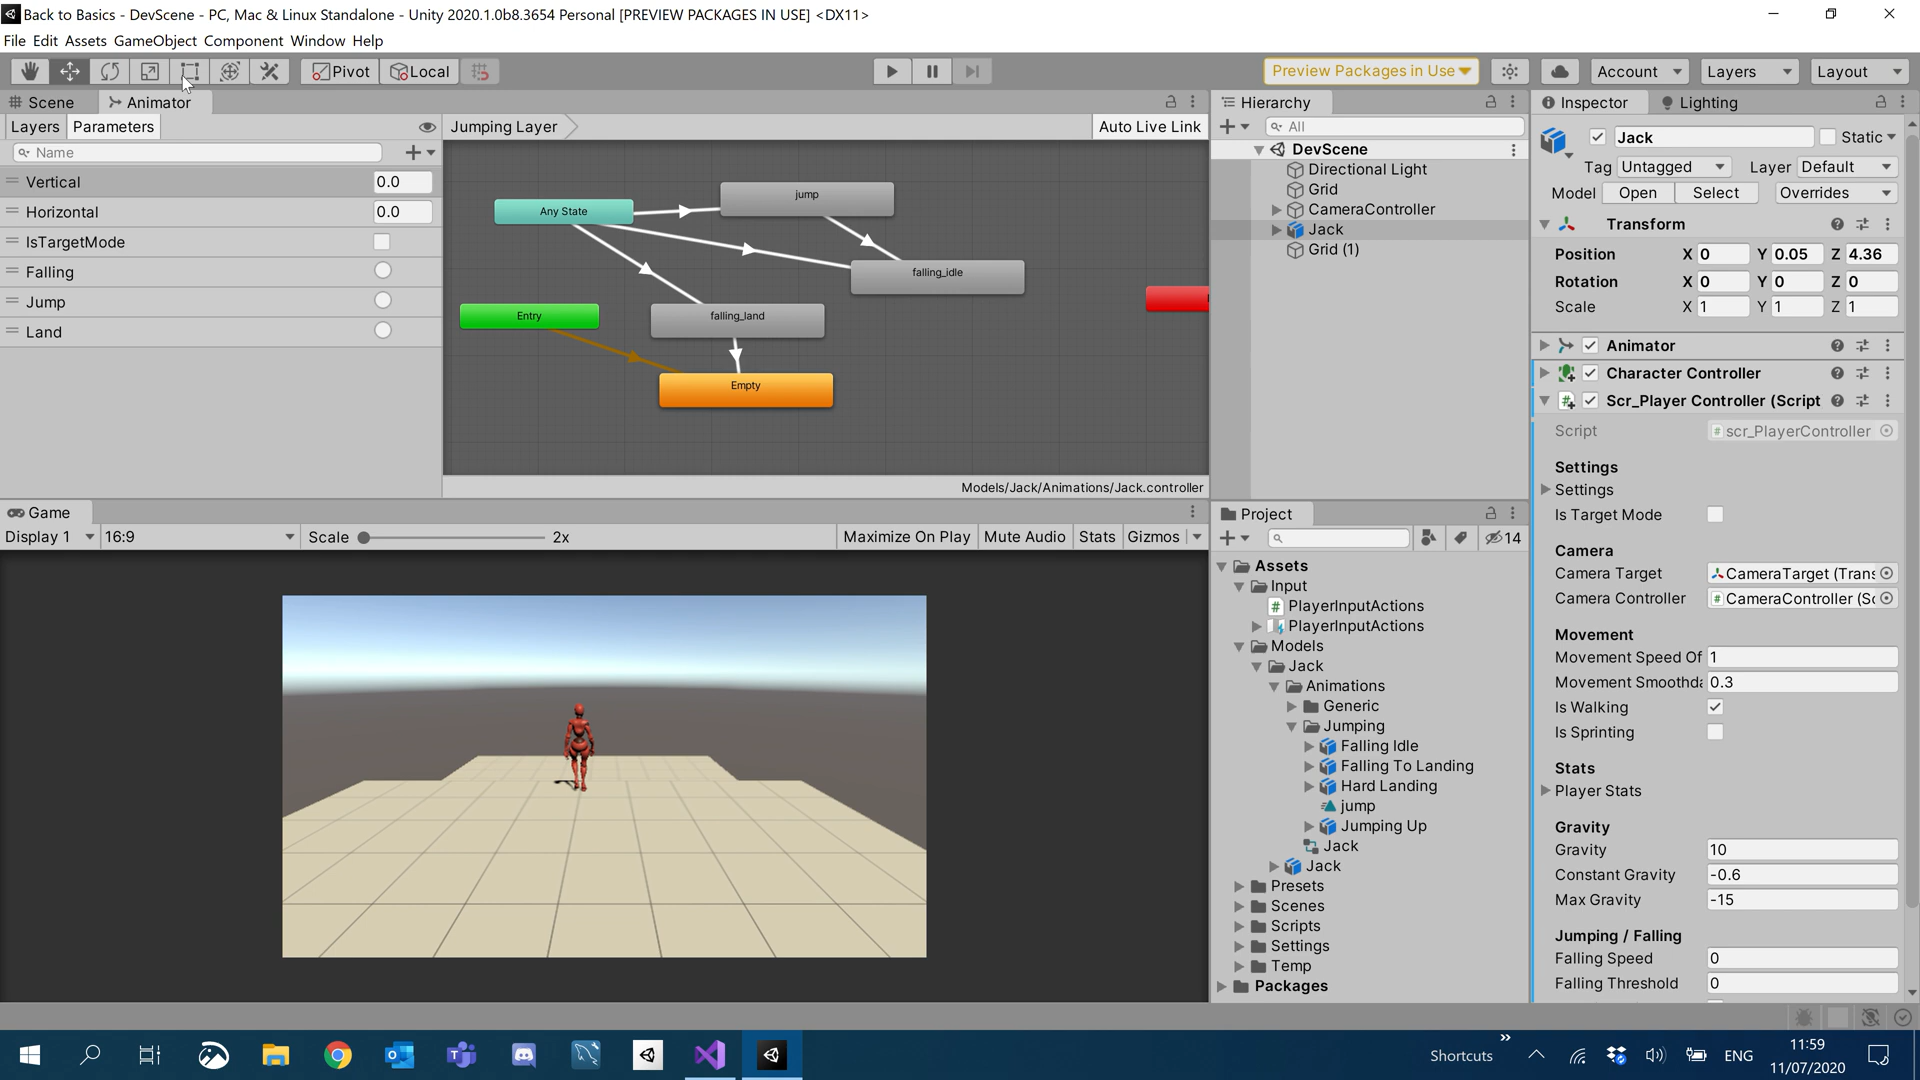 Back to Basics - DevScene - PC, Mac & Linux Standalone - Unity 2020.1.0b8.3654 Personal [PREVIEW PACKAGES IN USE] <DX11>
File Edit Assets GameObject Component Window Help
Pivot Local Preview Packages in Use Account Layers Layout
Scene Animator
Layers Parameters
Name
Vertical 0.0
Horizontal 0.0
IsTargetMode
Falling
Jump
Land
Jumping Layer Auto Live Link
Any State
jump
falling_idle
Entry
falling_land
Empty
Models/Jack/Animations/Jack.controller
Game
Display 1 16:9 Scale 2x Maximize On Play Mute Audio Stats Gizmos
Hierarchy
All
DevScene
Directional Light
Grid
CameraController
Jack
Grid (1)
Project
14
Assets
Input
PlayerInputActions
PlayerInputActions
Models
Jack
Animations
Generic
Jumping
Falling Idle
Falling To Landing
Hard Landing
jump
Jumping Up
Jack
Jack
Presets
Scenes
Scripts
Settings
Temp
Packages
Inspector Lighting
Jack Static
Tag Untagged Layer Default
Model Open Select Overrides
Transform
Position X 0 Y 0.05 Z 4.36
Rotation X 0 Y 0 Z 0
Scale X 1 Y 1 Z 1
Animator
Character Controller
Scr_Player Controller (Script
Script scr_PlayerController
Settings
Settings
Is Target Mode
Camera
Camera Target CameraTarget (Trans
Camera Controller CameraController (Sc
Movement
Movement Speed Of 1
Movement Smoothda 0.3
Is Walking
Is Sprinting
Stats
Player Stats
Gravity
Gravity 10
Constant Gravity -0.6
Max Gravity -15
Jumping / Falling
Falling Speed 0
Falling Threshold 0
Shortcuts ENG 11:59
11/07/2020